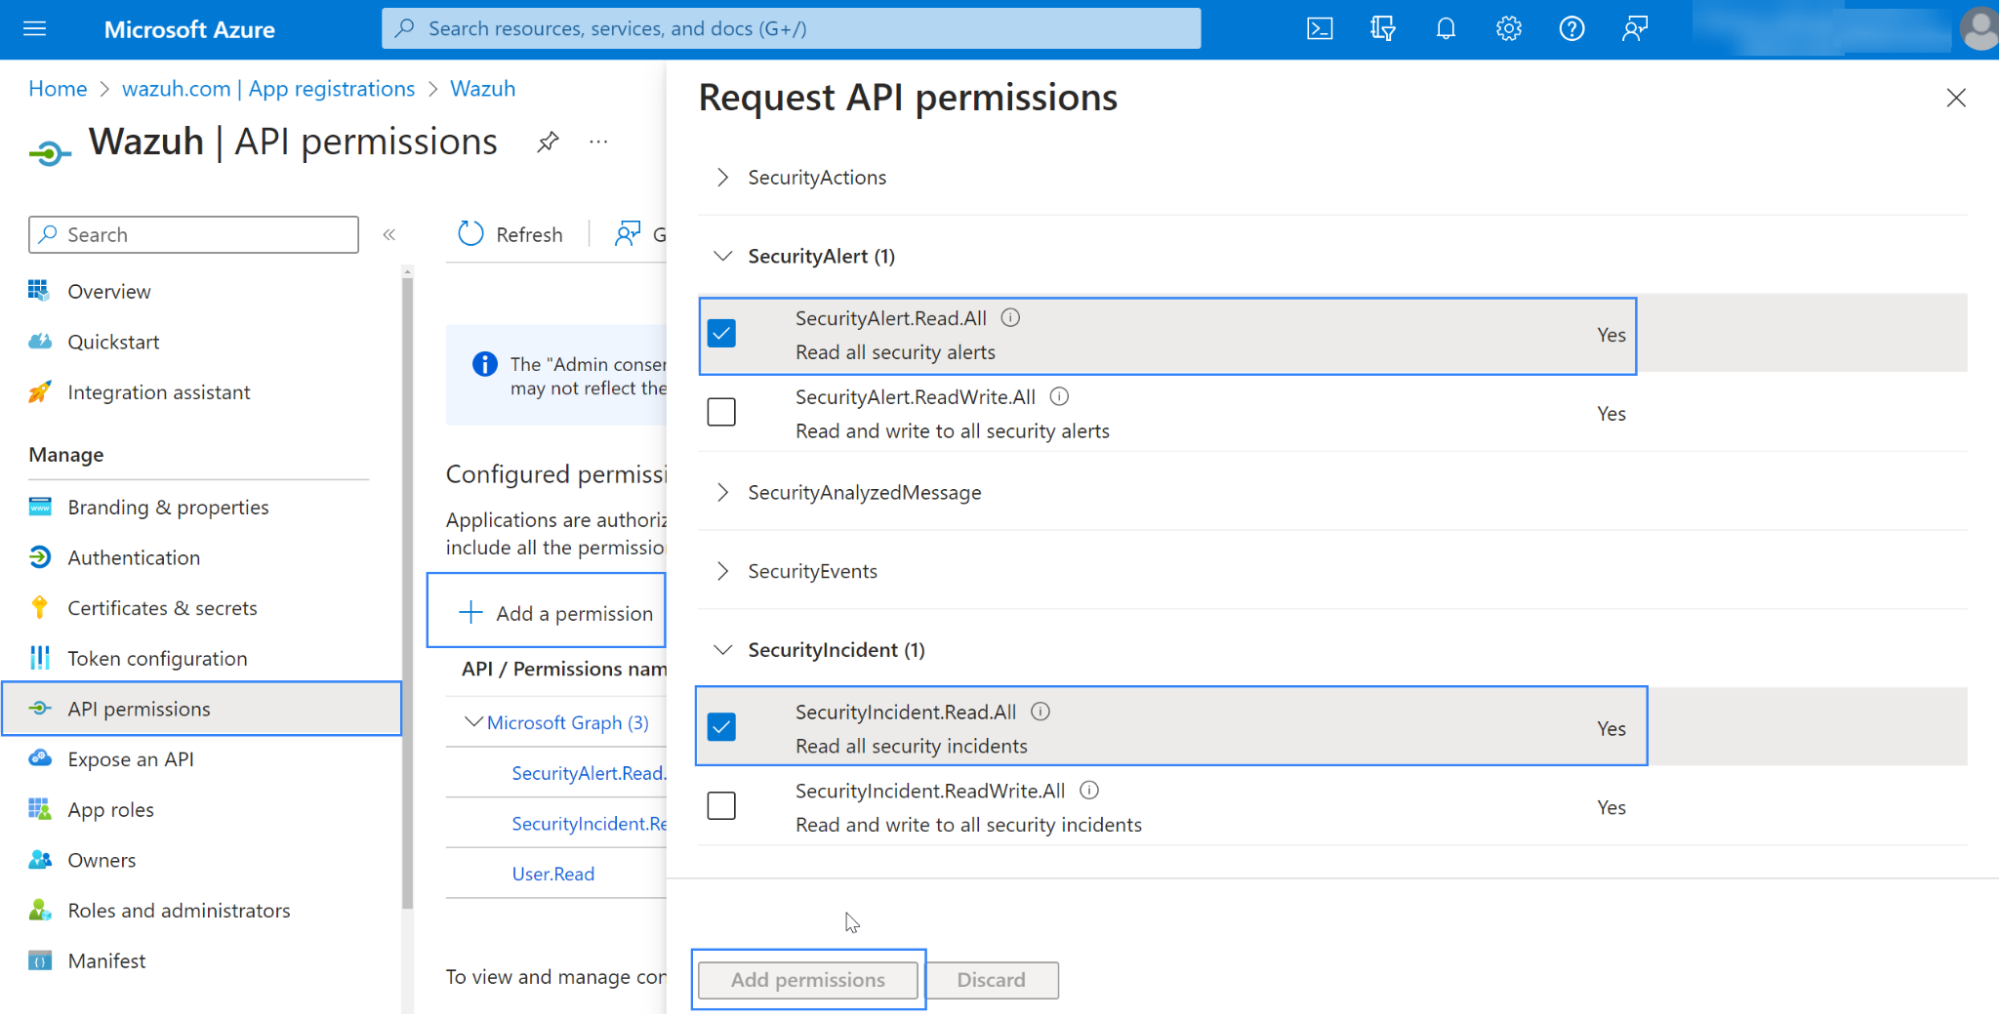 Microsoft Azure
Search resources, services, and docs (G+/)
Home > wazuh.com | App registrations > Wazuh
Wazuh | API permissions
...
Search
«
Overview
Quickstart
Integration assistant
Manage
Branding & properties
Authentication
Certificates & secrets
Token configuration
API permissions
Expose an API
App roles
Owners
Roles and administrators
Manifest
Refresh
G
The "Admin conser
may not reflect the
Configured permissi
Applications are authoriz
include all the permissio
Add a permission
API / Permissions nam
Microsoft Graph (3)
SecurityAlert.Read.
SecurityIncident.Re
User.Read
To view and manage cor
Request API permissions
SecurityActions
SecurityAlert (1)
SecurityAlert.Read.All
Read all security alerts
Yes
SecurityAlert.ReadWrite.All
Read and write to all security alerts
Yes
SecurityAnalyzedMessage
SecurityEvents
SecurityIncident (1)
SecurityIncident.Read.All
Read all security incidents
Yes
SecurityIncident.ReadWrite.All
Read and write to all security incidents
Yes
Add permissions
Discard